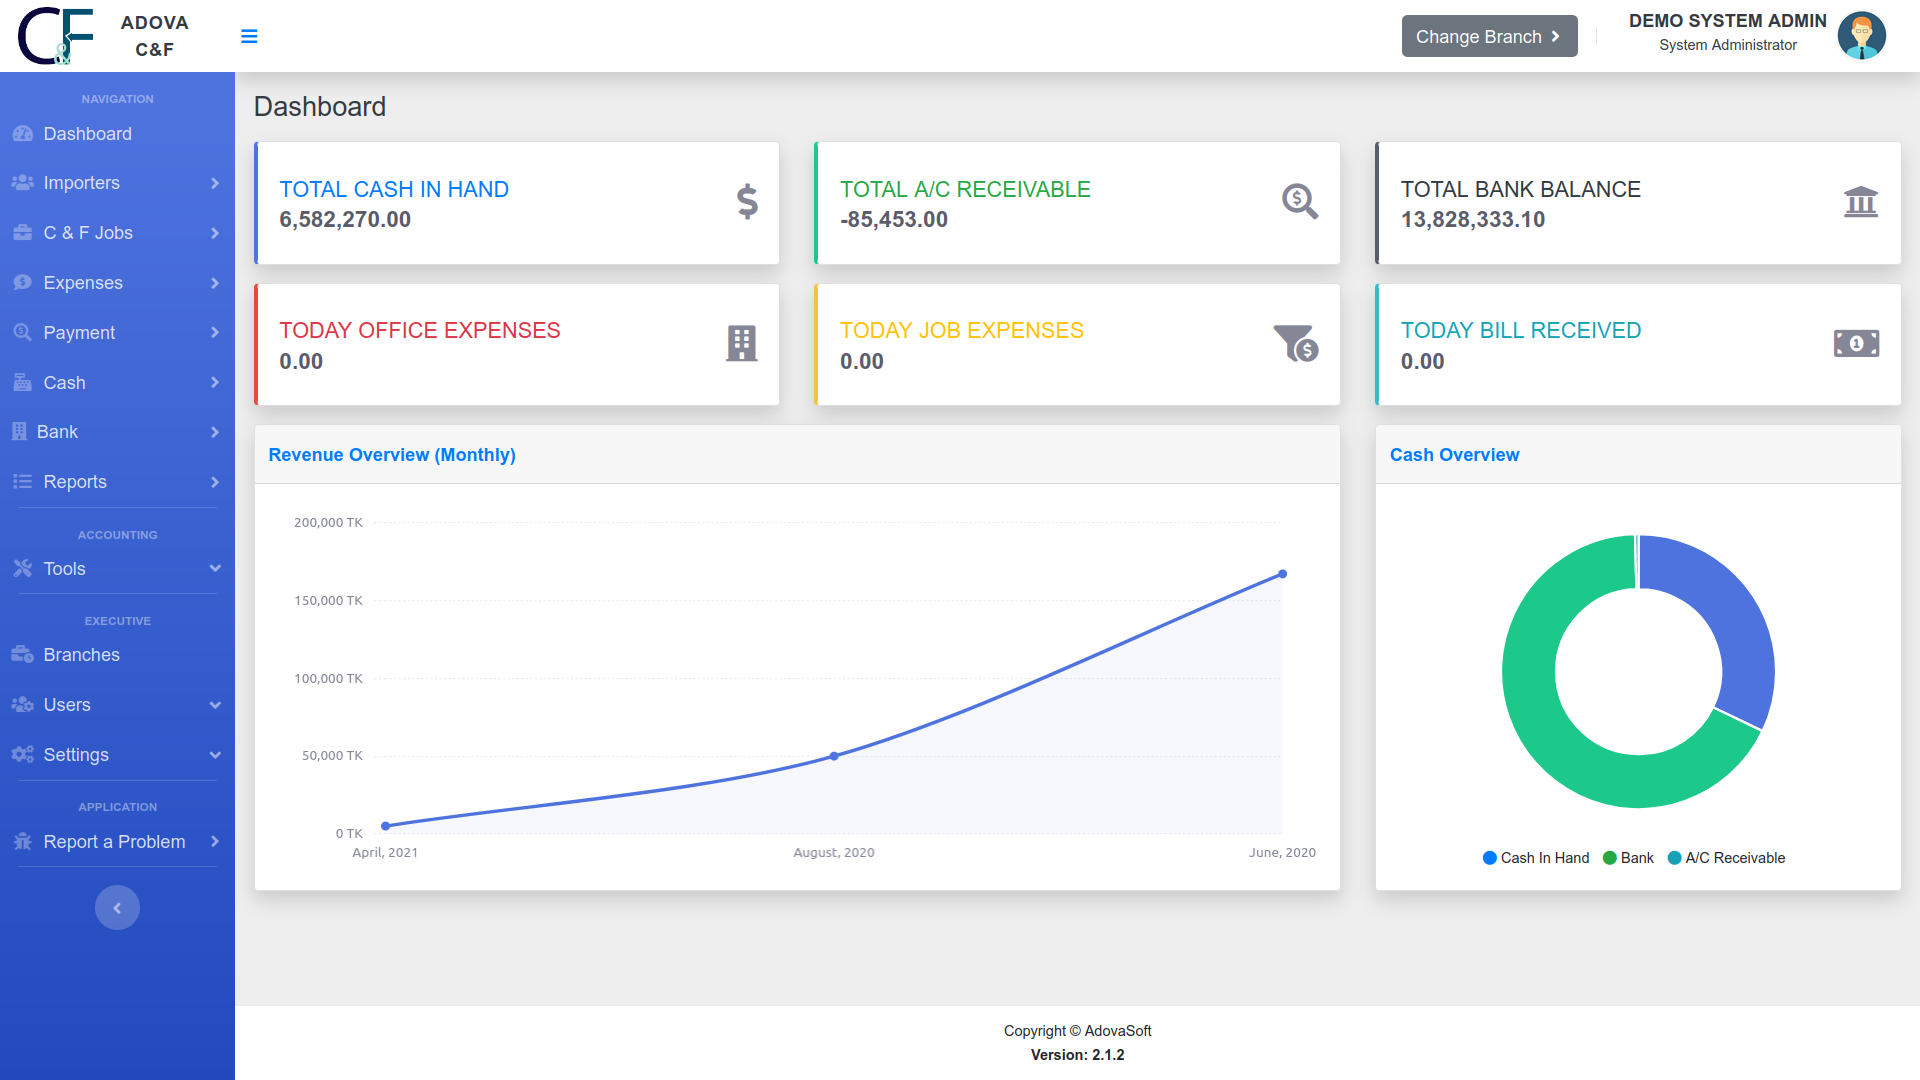 C&F
ADOVA
C&F
Change Branch
DEMO SYSTEM ADMIN
System Administrator
NAVIGATION
Dashboard
Importers
C & F Jobs
Expenses
Payment
Cash
Bank
Reports
ACCOUNTING
Tools
EXECUTIVE
Branches
Users
Settings
APPLICATION
Report a Problem
Dashboard
TOTAL CASH IN HAND
6,582,270.00
TOTAL A/C RECEIVABLE
-85,453.00
TOTAL BANK BALANCE
13,828,333.10
TODAY OFFICE EXPENSES
0.00
TODAY JOB EXPENSES
0.00
TODAY BILL RECEIVED
0.00
Revenue Overview (Monthly)
200,000 TK
150,000 TK
100,000 TK
50,000 TK
0 TK
April, 2021
August, 2020
June, 2020
Cash Overview
Cash In Hand
Bank
A/C Receivable
Copyright © AdovaSoft
Version: 2.1.2